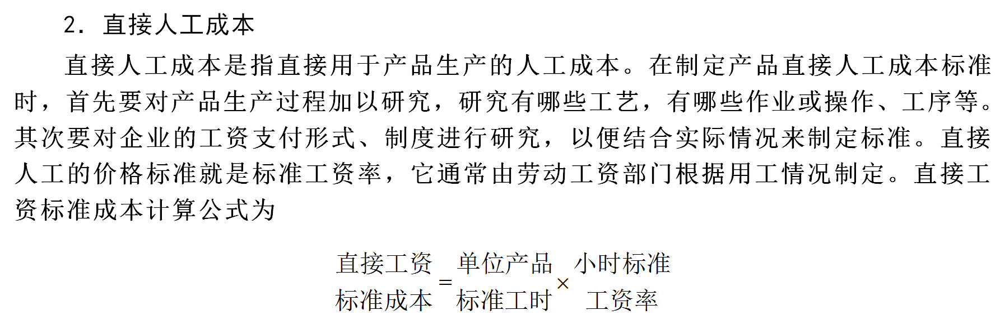 2. 直接人工成本
直接人工成本是指直接用于产品生产的人工成本。在制定产品直接人工成本标准
时，首先要对产品生产过程加以研究，研究有哪些工艺，有哪些作业或操作、工序等。
其次要对企业的工资支付形式、制度进行研究，以便结合实际情况来制定标准。直接
人工的价格标准就是标准工资率，它通常由劳动工资部门根据用工情况制定。直接工
资标准成本计算公式为
直接工资 单位产品 小时标准
=            ×
标准成本 标准工时 工资率